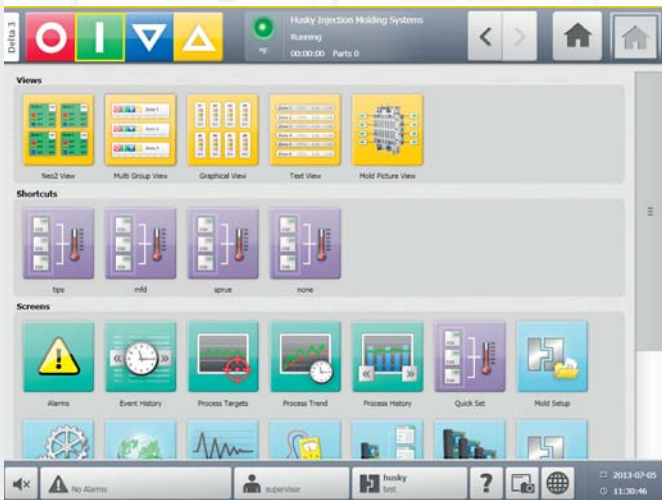 Delta 3
Husky Injection Molding Systems
Running
00:00:00 Parts 0
°F
Views
Neo2 View
Multi Group View
Graphical View
Text View
Mold Picture View
Shortcuts
tips
mfd
sprue
none
Screens
Alarms
Event History
Process Targets
Process Trend
Process History
Quick Set
Mold Setup
No Alarms
supervisor
husky
test
?
2013-07-05
11:30:46